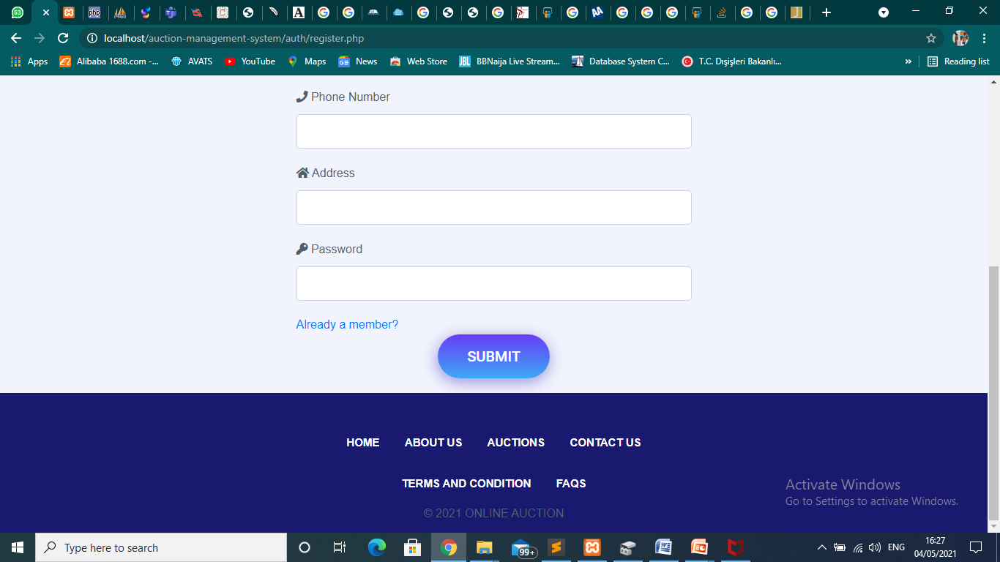 53
php
localhost/auction-management-system/auth/register.php
Apps
Alibaba 1688.com -...
AVATS
YouTube
Maps
GE
News
Web Store
JBL
BBNaija Live Stream...
Database System C...
T.C. Dışişleri Bakanlı...
»
Reading list
Phone Number
Address
Password
Already a member?
SUBMIT
HOME
ABOUT US
AUCTIONS
CONTACT US
TERMS AND CONDITION
FAQS
© 2021 ONLINE AUCTION
Activate Windows
Go to Settings to activate Windows.
Type here to search
99+
ENG
16:27
04/05/2021